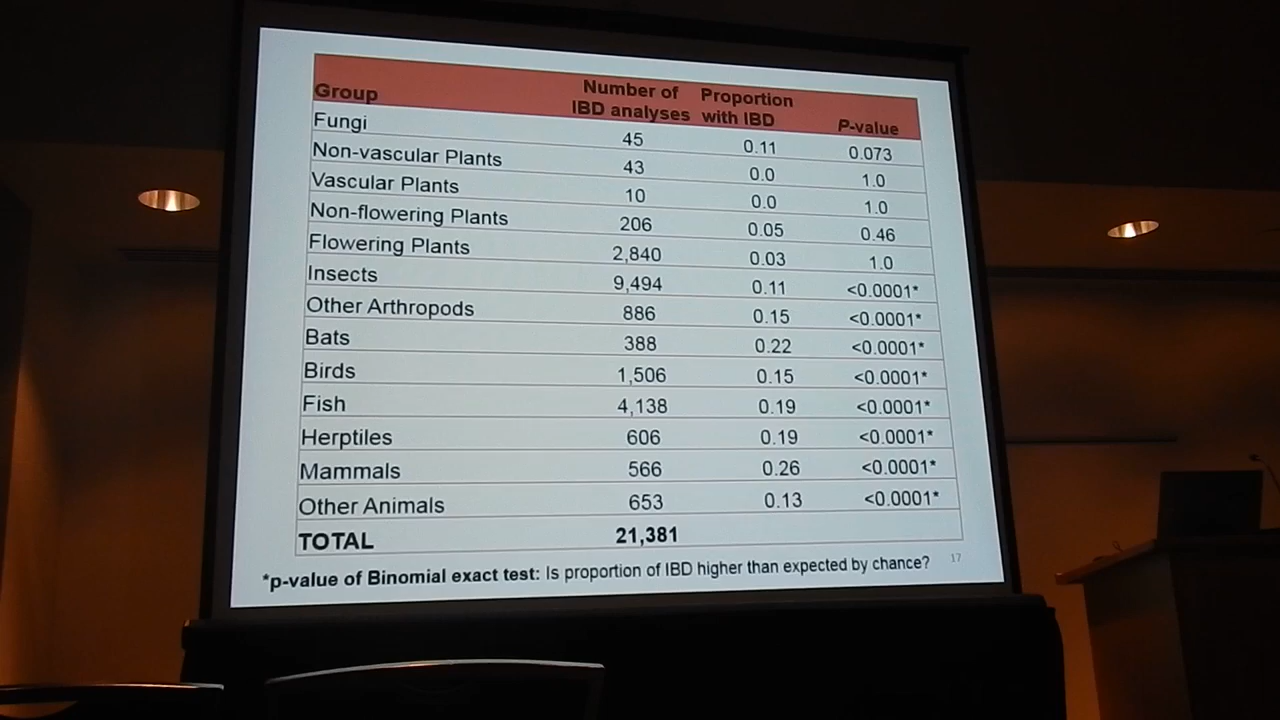 Group Number of IBD analyses Proportion with IBD P-value
Fungi 45 0.11 0.073
Non-vascular Plants 43 0.0 1.0
Vascular Plants 10 0.0 1.0
Non-flowering Plants 206 0.05 0.46
Flowering Plants 2,840 0.03 1.0
Insects 9,494 0.11 <0.0001*
Other Arthropods 886 0.15 <0.0001*
Bats 388 0.22 <0.0001*
Birds 1,506 0.15 <0.0001*
Fish 4,138 0.19 <0.0001*
Herptiles 606 0.19 <0.0001*
Mammals 566 0.26 <0.0001*
Other Animals 653 0.13 <0.0001*
TOTAL 21,381
*p-value of Binomial exact test: Is proportion of IBD higher than expected by chance? 17